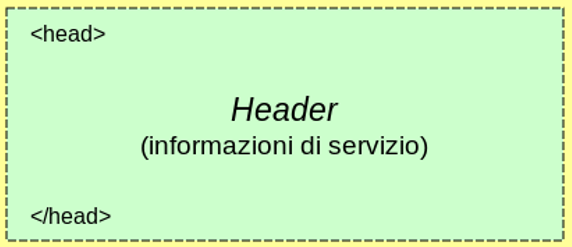 <head>
Header
(informazioni di servizio)
</head>